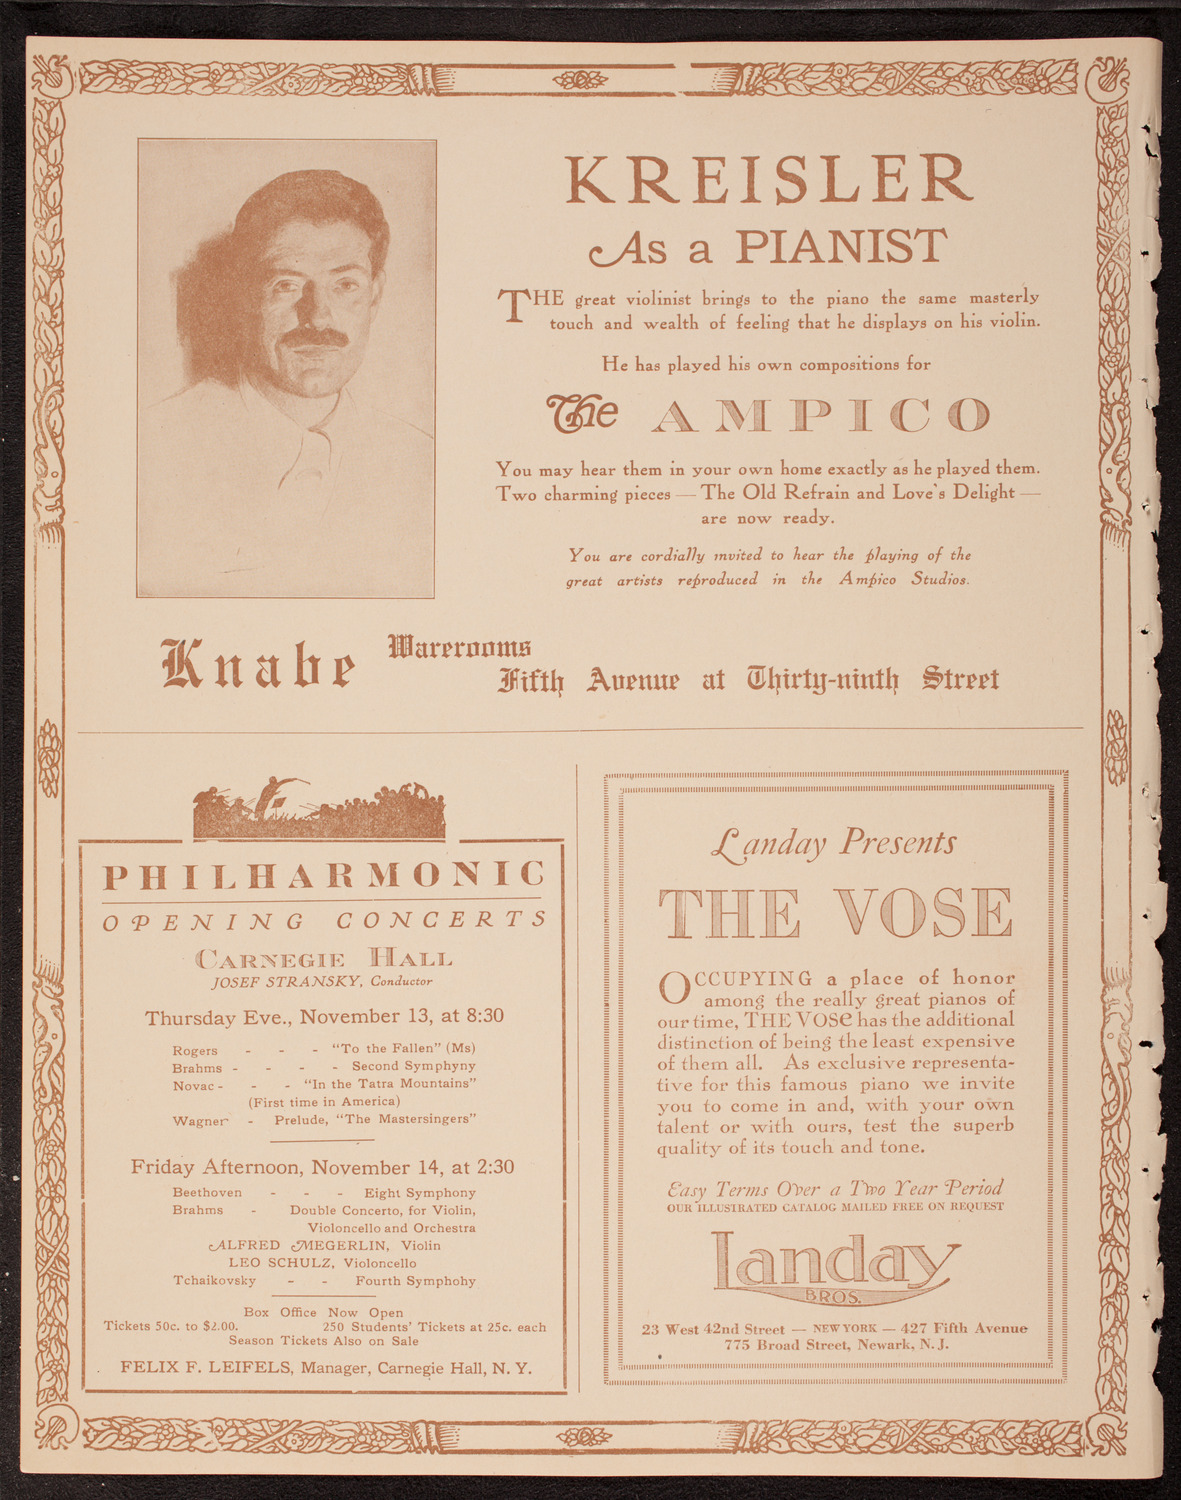 KREISLER
As a PIANIST
THE great violinist brings to the piano the same masterly
touch and wealth of feeling that he displays on his violin.
He has played his own compositions for
The AMPICO
You may hear them in your own home exactly as he played them.
Two charming pieces — The Old Refrain and Love's Delight —
are now ready.
You are cordially invited to hear the playing of the
great artists reproduced in the Ampico Studios.
Knabe Warerooms
Fifth Avenue at Thirty-ninth Street
PHILHARMONIC
OPENING CONCERTS
CARNEGIE HALL
JOSEF STRANSKY, Conductor
Thursday Eve., November 13, at 8:30
Rogers - - - "To the Fallen" (Ms)
Brahms - - - - Second Symphyny
Novac - - - "In the Tatra Mountains"
(First time in America)
Wagner - Prelude, "The Mastersingers"
Friday Afternoon, November 14, at 2:30
Beethoven - - - Eight Symphony
Brahms - Double Concerto, for Violin,
Violoncello and Orchestra
ALFRED MEGERLIN, Violin
LEO SCHULZ, Violoncello
Tchaikovsky - - Fourth Symphohy
Box Office Now Open
Tickets 50c. to $2.00. 250 Students' Tickets at 25c. each
Season Tickets Also on Sale
FELIX F. LEIFELS, Manager, Carnegie Hall, N. Y.
Landay Presents
THE VOSE
OCCUPYING a place of honor
among the really great pianos of
our time, THE VOSe has the additional
distinction of being the least expensive
of them all. As exclusive representa-
tive for this famous piano we invite
you to come in and, with your own
talent or with ours, test the superb
quality of its touch and tone.
Easy Terms Over a Two Year Period
OUR ILLUSTRATED CATALOG MAILED FREE ON REQUEST
Landay
BROS.
23 West 42nd Street — NEW YORK — 427 Fifth Avenue
775 Broad Street, Newark, N. J.